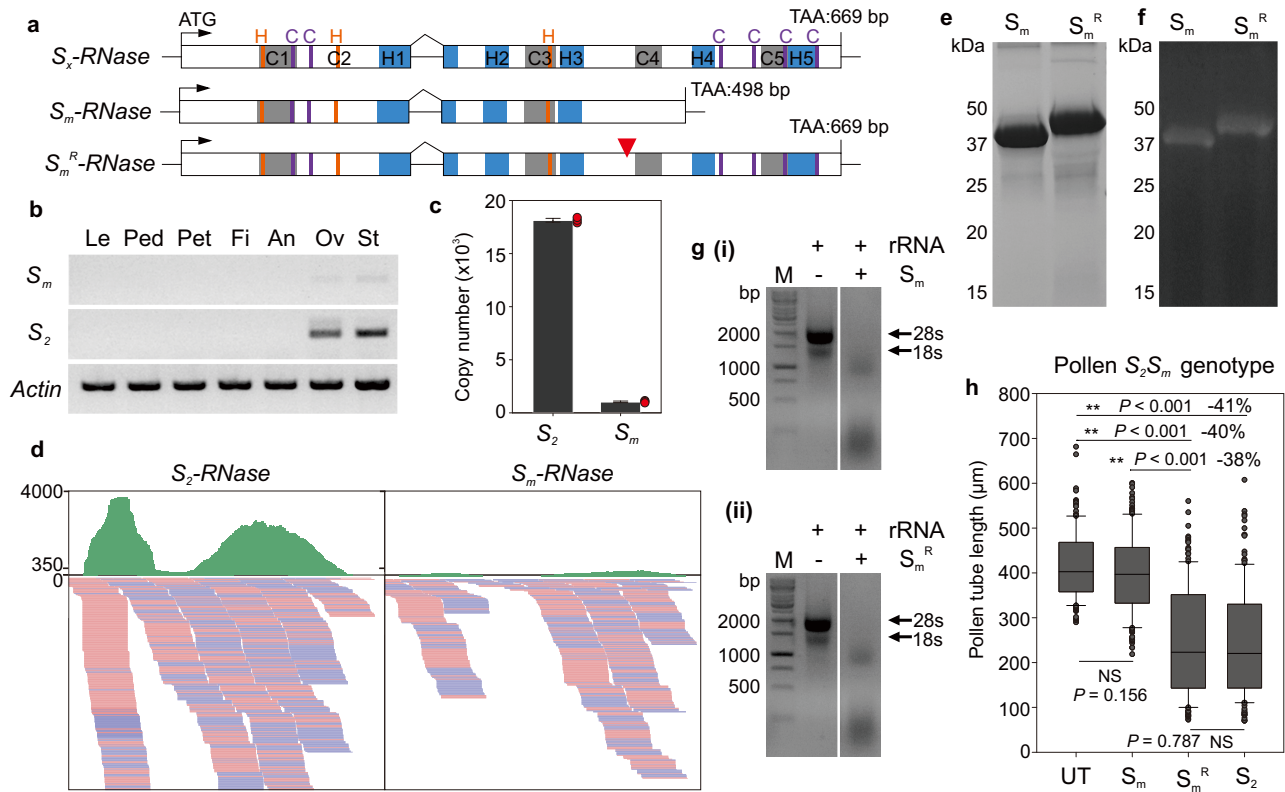 a
ATG
TAA:669 bp
H C C H H C C C C
Sx-RNase
C1 C2 H1 H2 C3 H3 C4 H4 C5 H5
Sm-RNase
TAA:498 bp
SmR-RNase
TAA:669 bp
b
Le Ped Pet Fi An Ov St
Sm
S2
Actin
c
Copy number (x10³)
20
15
10
5
0
S2 Sm
d
S2-RNase Sm-RNase
4000
350
0
e
Sm SmR
kDa
50
37
25
20
15
f
Sm SmR
kDa
50
37
25
20
15
g (i)
+ + rRNA
M - + Sm
bp
2000
1000
500
28s
18s
(ii)
+ + rRNA
M - + SmR
bp
2000
1000
500
28s
18s
h
Pollen S2Sm genotype
Pollen tube length (µm)
800
700
600
500
400
300
200
100
0
** P < 0.001 -41%
** P < 0.001 -40%
** P < 0.001 -38%
NS
P = 0.156
P = 0.787 NS
UT Sm SmR S2